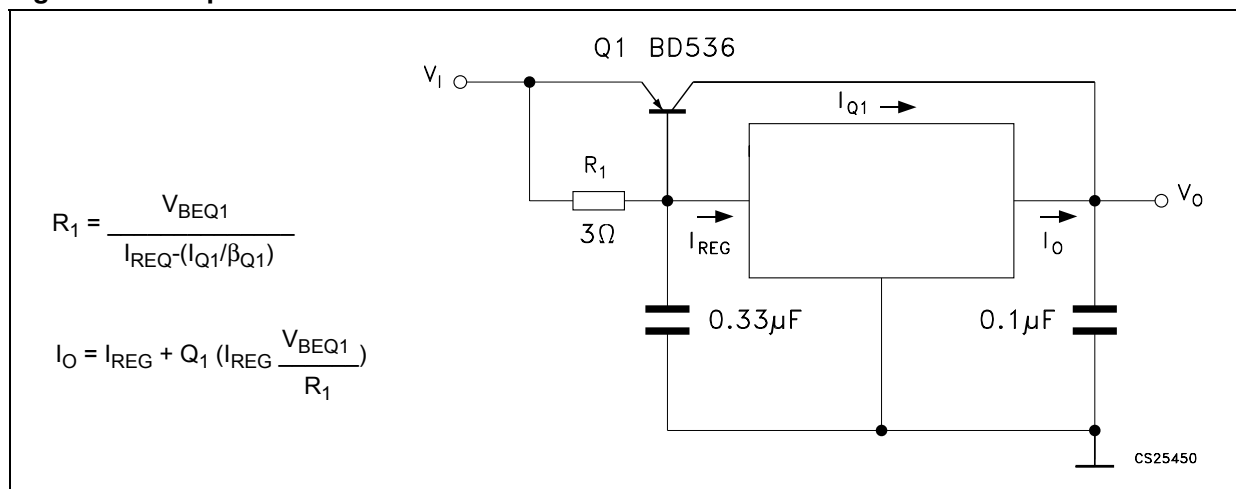 Q1 BD536
VI
IQ1
R1
3Ω
IREG
IO
VO
0.33µF
0.1µF
R1 = VBEQ1
IREQ-(IQ1/βQ1)
IO = IREG + Q1 (IREG VBEQ1
R1 )
CS25450